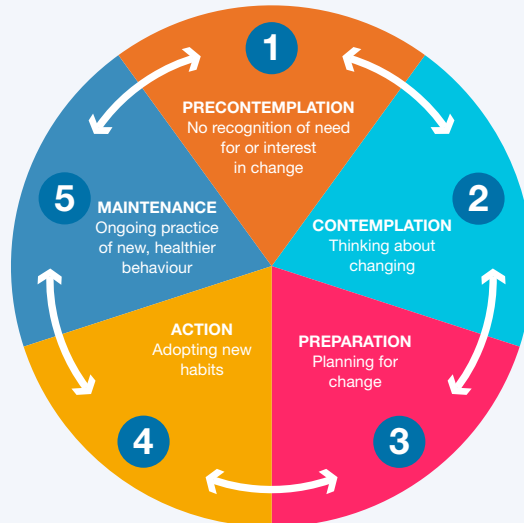 1
PRECONTEMPLATION
No recognition of need
for or interest
in change
2
CONTEMPLATION
Thinking about
changing
3
PREPARATION
Planning for
change
4
ACTION
Adopting new
habits
5
MAINTENANCE
Ongoing practice
of new, healthier
behaviour